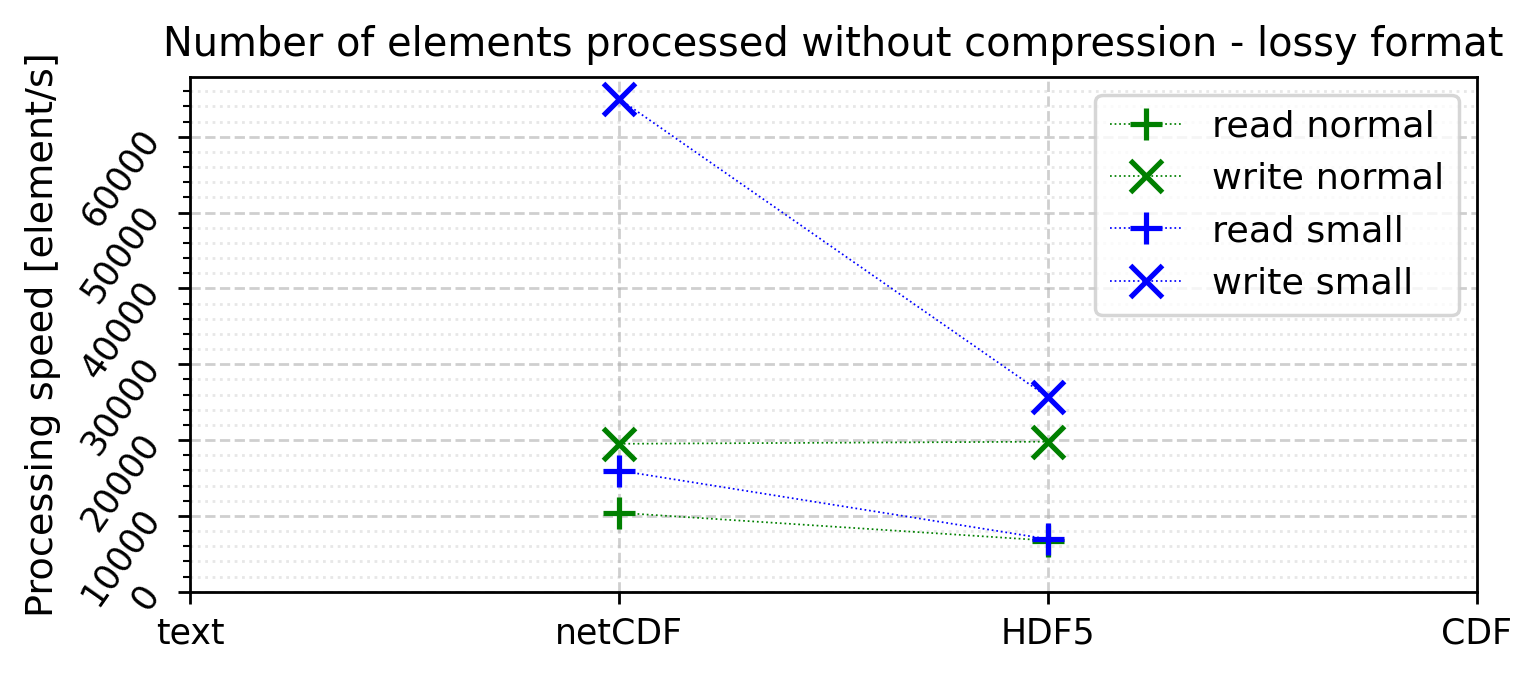 Number of elements processed without compression - lossy format
Processing speed [element/s]
60000
50000
40000
30000
20000
10000
0
read normal
write normal
read small
write small
text
netCDF
HDF5
CDF